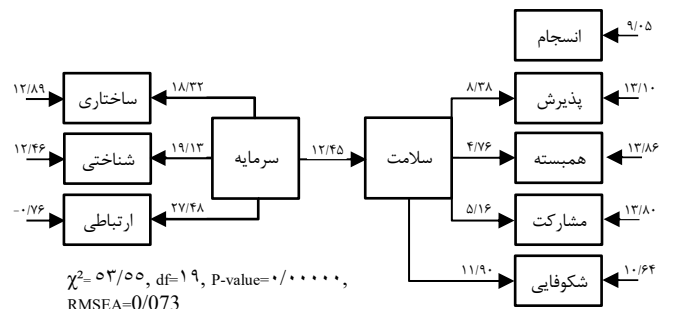 انسجام
۹/۰۵
۱۲/۸۹
ساختاری
۱۸/۳۲
۸/۳۸
پذیرش
۱۳/۱۰
۱۲/۴۶
شناختی
۱۹/۱۳
سرمایه
۱۲/۴۵
سلامت
۴/۷۶
همبسته
۱۳/۸۶
-۰/۷۶
ارتباطی
۲۷/۴۸
۵/۱۶
مشارکت
۱۳/۸۰
۱۱/۹۰
شکوفایی
۱۰/۶۴
χ²= ۵۳/۵۵, df=۱۹, P-value=۰/۰۰۰۰۰,
RMSEA=0/073